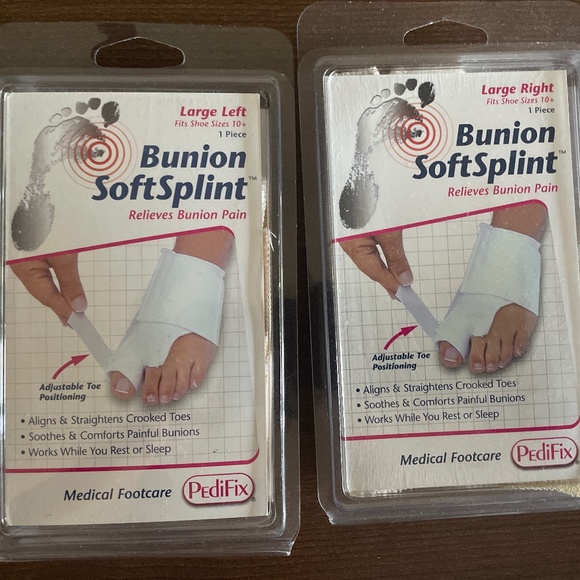 Large Left
Fits Shoe Sizes 10+
1 Piece
Bunion
SoftSplint™
Relieves Bunion Pain
Adjustable Toe
Positioning
• Aligns & Straightens Crooked Toes
• Soothes & Comforts Painful Bunions
• Works While You Rest or Sleep
Medical Footcare
PediFix®
Large Right
Fits Shoe Sizes 10+
1 Piece
Bunion
SoftSplint™
Relieves Bunion Pain
Adjustable Toe
Positioning
• Aligns & Straightens Crooked Toes
• Soothes & Comforts Painful Bunions
• Works While You Rest or Sleep
Medical Footcare
PediFix®